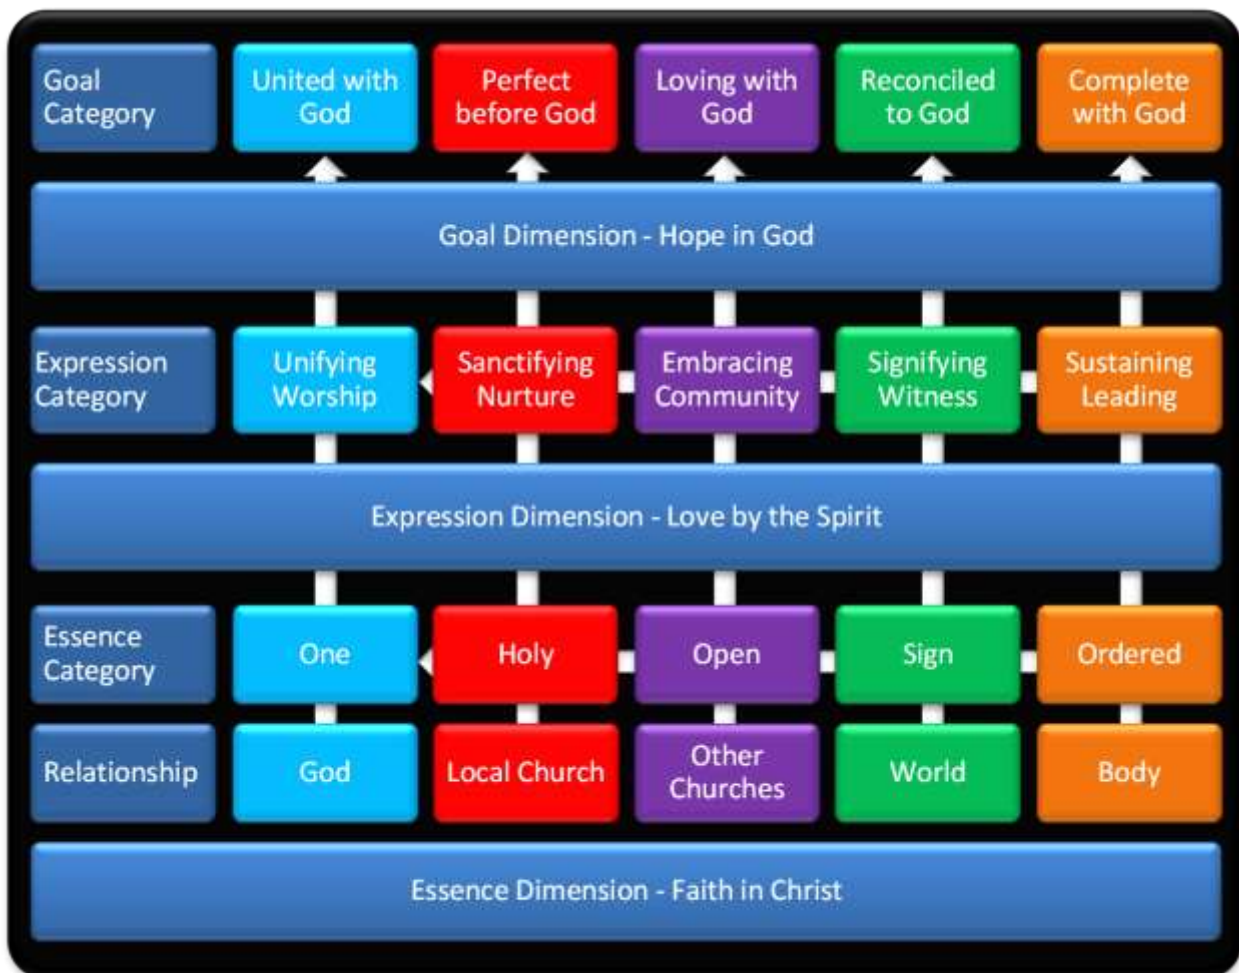 Goal
Category
United with
God
Perfect
before God
Loving with
God
Reconciled
to God
Complete
with God
Goal Dimension - Hope in God
Expression
Category
Unifying
Worship
Sanctifying
Nurture
Embracing
Community
Signifying
Witness
Sustaining
Leading
Expression Dimension - Love by the Spirit
Essence
Category
One
Holy
Open
Sign
Ordered
Relationship
God
Local Church
Other
Churches
World
Body
Essence Dimension - Faith in Christ